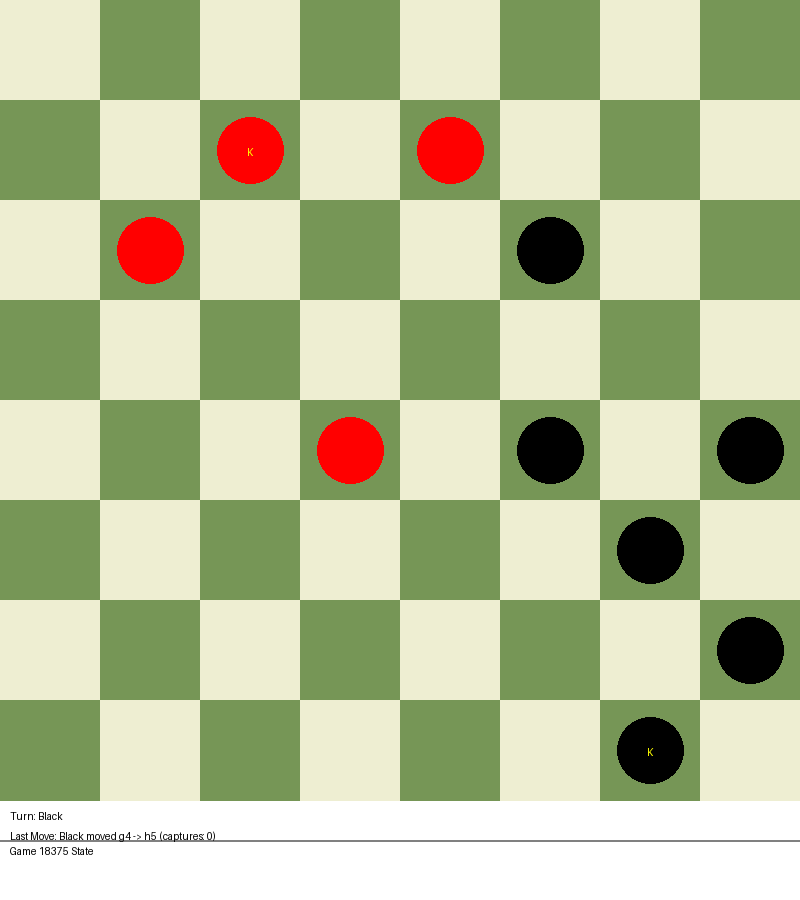 K
K
Turn: Black
Last Move: Black moved g4 -> h5 (captures: 0)
Game 18375 State